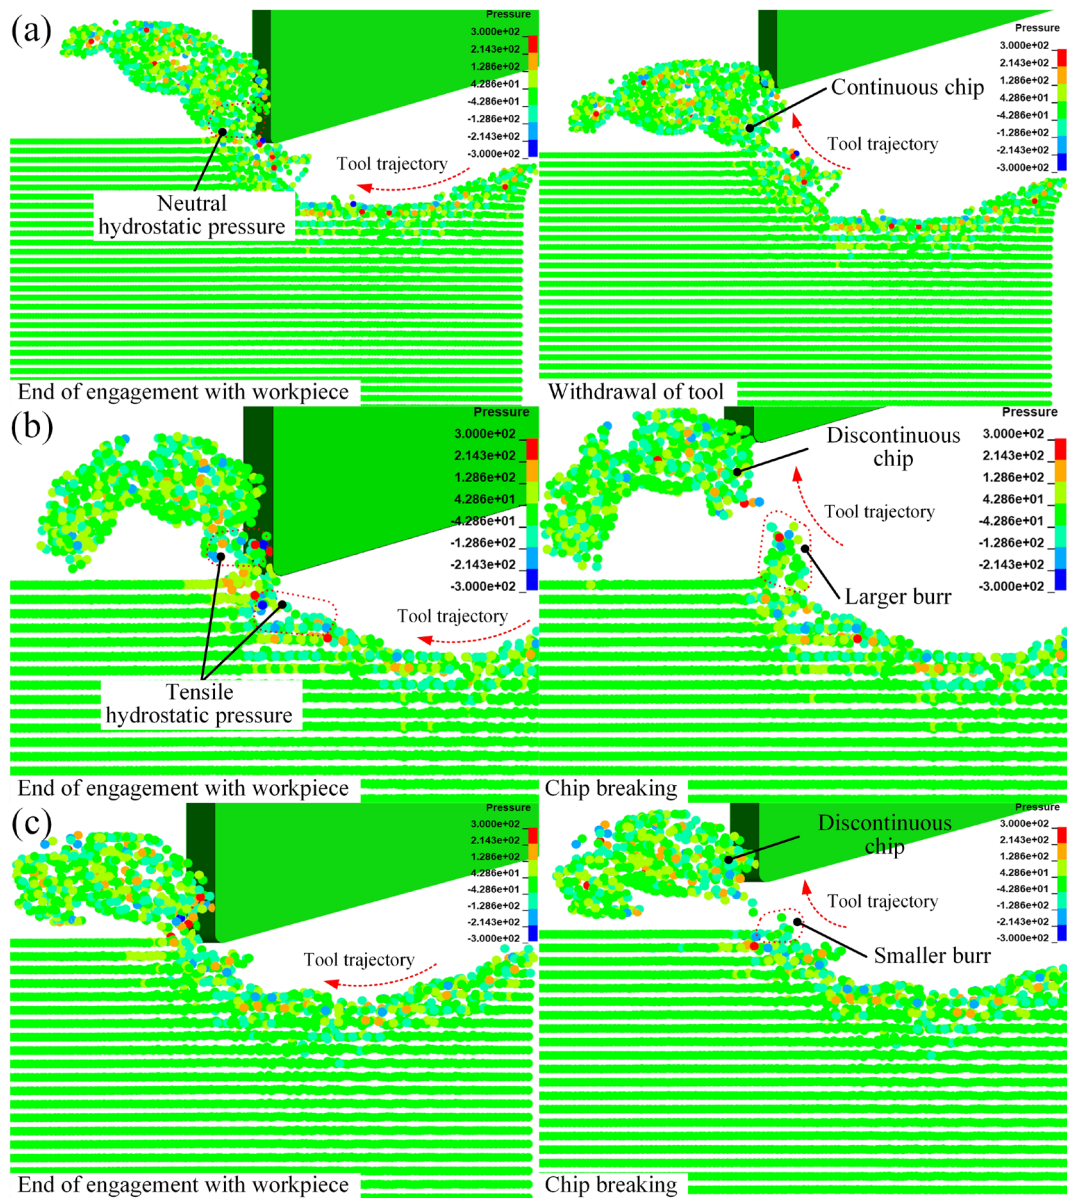 (a)
Pressure
3.000e+02
2.143e+02
1.286e+02
4.286e+01
-4.286e+01
-1.286e+02
-2.143e+02
-3.000e+02
Tool trajectory
Neutral
hydrostatic pressure
End of engagement with workpiece
Pressure
3.000e+02
2.143e+02
1.286e+02
4.286e+01
-4.286e+01
-1.286e+02
-2.143e+02
-3.000e+02
Continuous chip
Tool trajectory
Withdrawal of tool
(b)
Pressure
3.000e+02
2.143e+02
1.286e+02
4.286e+01
-4.286e+01
-1.286e+02
-2.143e+02
-3.000e+02
Tool trajectory
Tensile
hydrostatic pressure
End of engagement with workpiece
Pressure
3.000e+02
2.143e+02
1.286e+02
4.286e+01
-4.286e+01
-1.286e+02
-2.143e+02
-3.000e+02
Discontinuous
chip
Tool trajectory
Larger burr
Chip breaking
(c)
Pressure
3.000e+02
2.143e+02
1.286e+02
4.286e+01
-4.286e+01
-1.286e+02
-2.143e+02
-3.000e+02
Tool trajectory
End of engagement with workpiece
Pressure
3.000e+02
2.143e+02
1.286e+02
4.286e+01
-4.286e+01
-1.286e+02
-2.143e+02
-3.000e+02
Discontinuous
chip
Tool trajectory
Smaller burr
Chip breaking